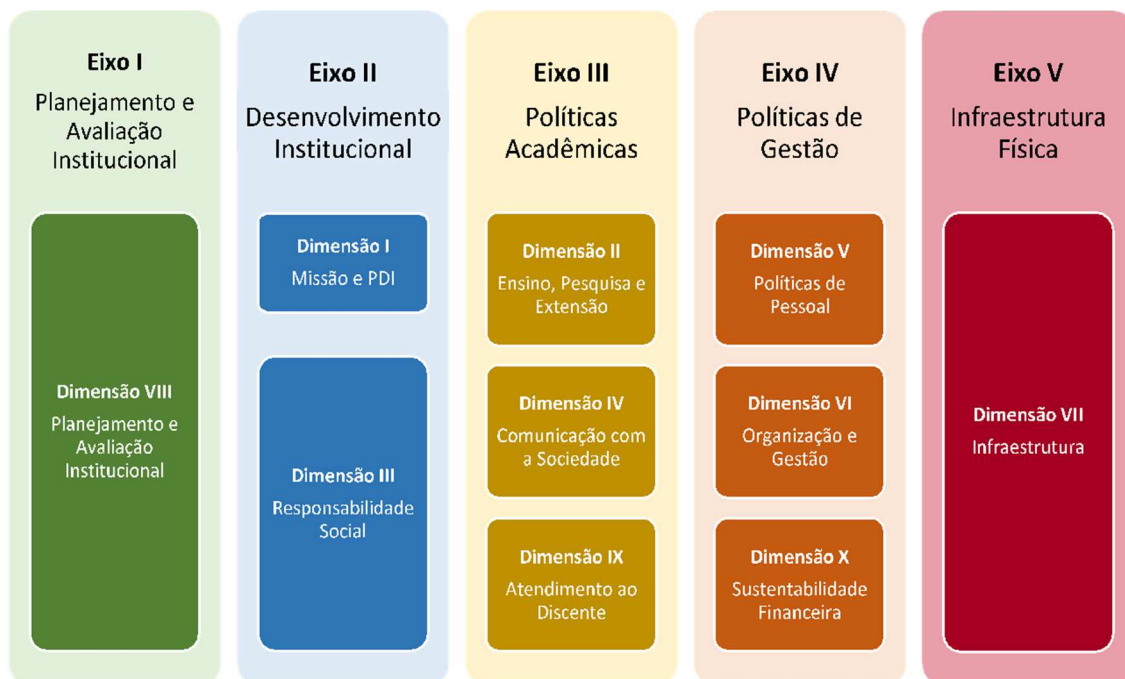 Eixo I
Planejamento e
Avaliação
Institucional
Dimensão VIII
Planejamento e
Avaliação
Institucional
Eixo II
Desenvolvimento
Institucional
Dimensão I
Missão e PDI
Dimensão III
Responsabilidade
Social
Eixo III
Políticas
Acadêmicas
Dimensão II
Ensino, Pesquisa e
Extensão
Dimensão IV
Comunicação com
a Sociedade
Dimensão IX
Atendimento ao
Discente
Eixo IV
Políticas de
Gestão
Dimensão V
Políticas de
Pessoal
Dimensão VI
Organização e
Gestão
Dimensão X
Sustentabilidade
Financeira
Eixo V
Infraestrutura
Física
Dimensão VII
Infraestrutura